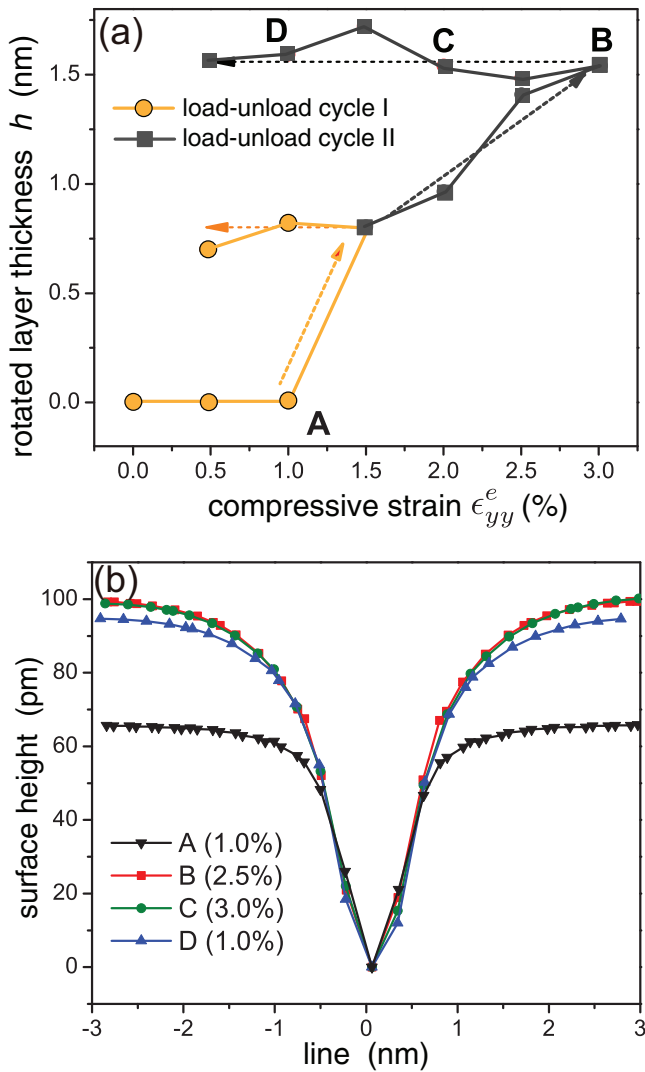 (a)
D
C
B
A
load-unload cycle I
load-unload cycle II
rotated layer thickness h (nm)
1.5
1.0
0.5
0.0
0.0 0.5 1.0 1.5 2.0 2.5 3.0
compressive strain ϵ^e_yy (%)
(b)
surface height (pm)
100
80
60
40
20
0
A (1.0%)
B (2.5%)
C (3.0%)
D (1.0%)
-3 -2 -1 0 1 2 3
line (nm)